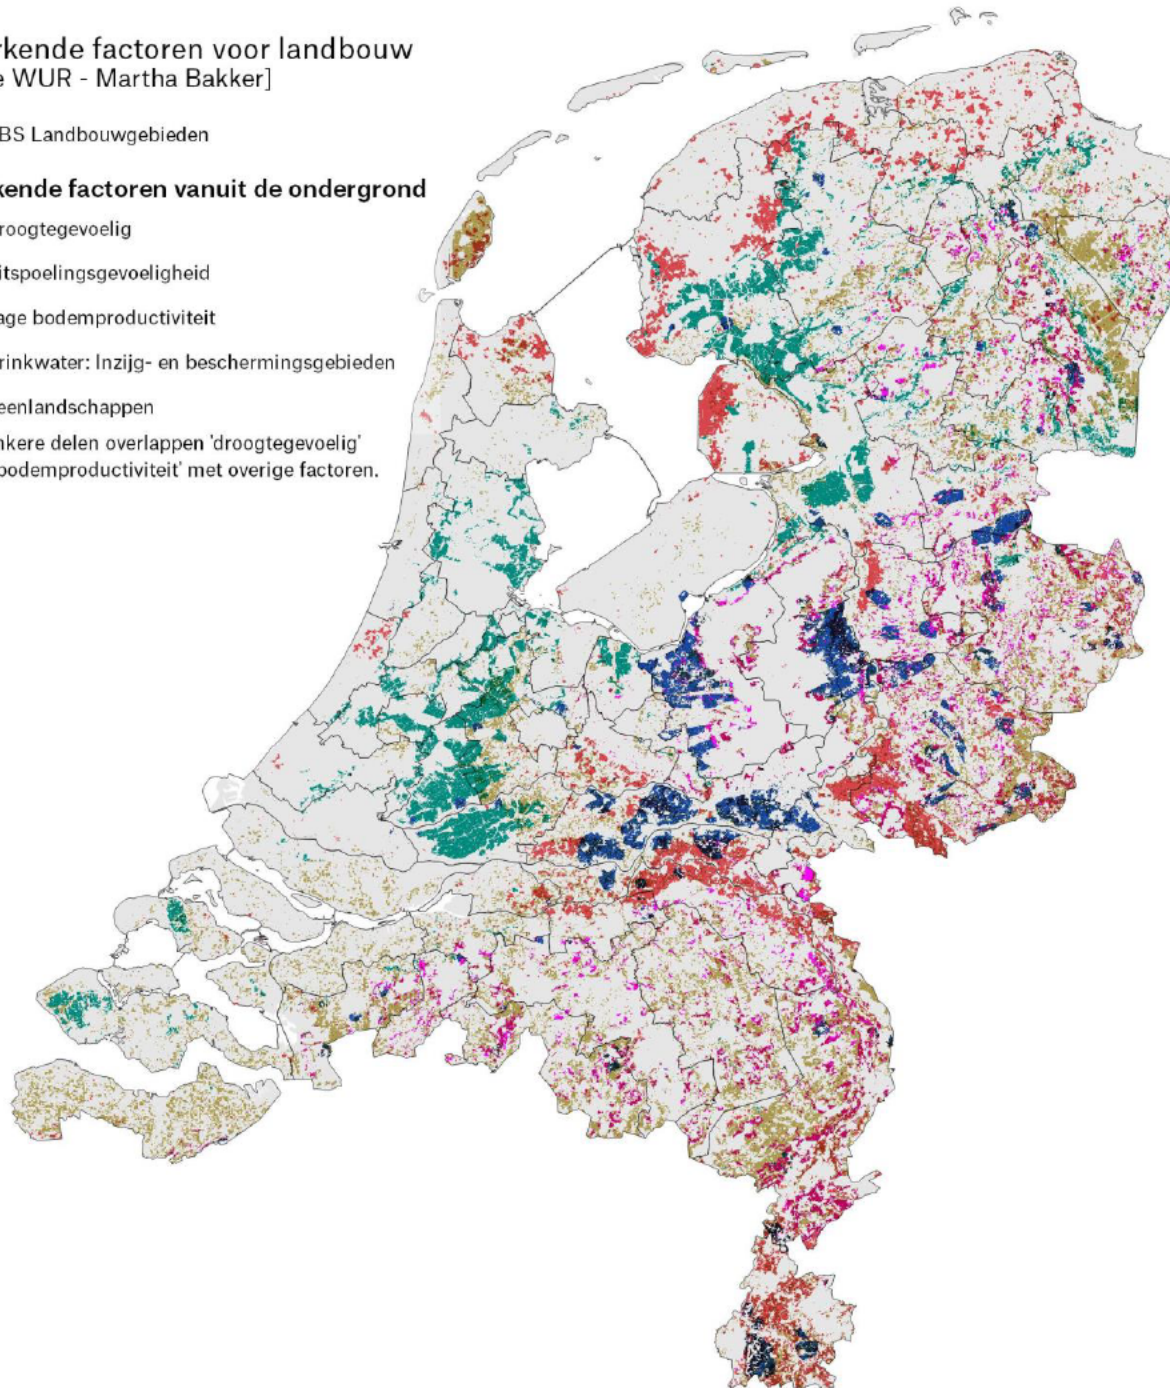 rkende factoren voor landbouw
e WUR - Martha Bakker]
BS Landbouwgebieden
kende factoren vanuit de ondergrond
roogtegevoelig
itspoelingsgevoeligheid
age bodemproductiviteit
rinkwater: Inzijg- en beschermingsgebieden
eenlandschappen
nkere delen overlappen 'droogtegevoelig'
bodemproductiviteit' met overige factoren.